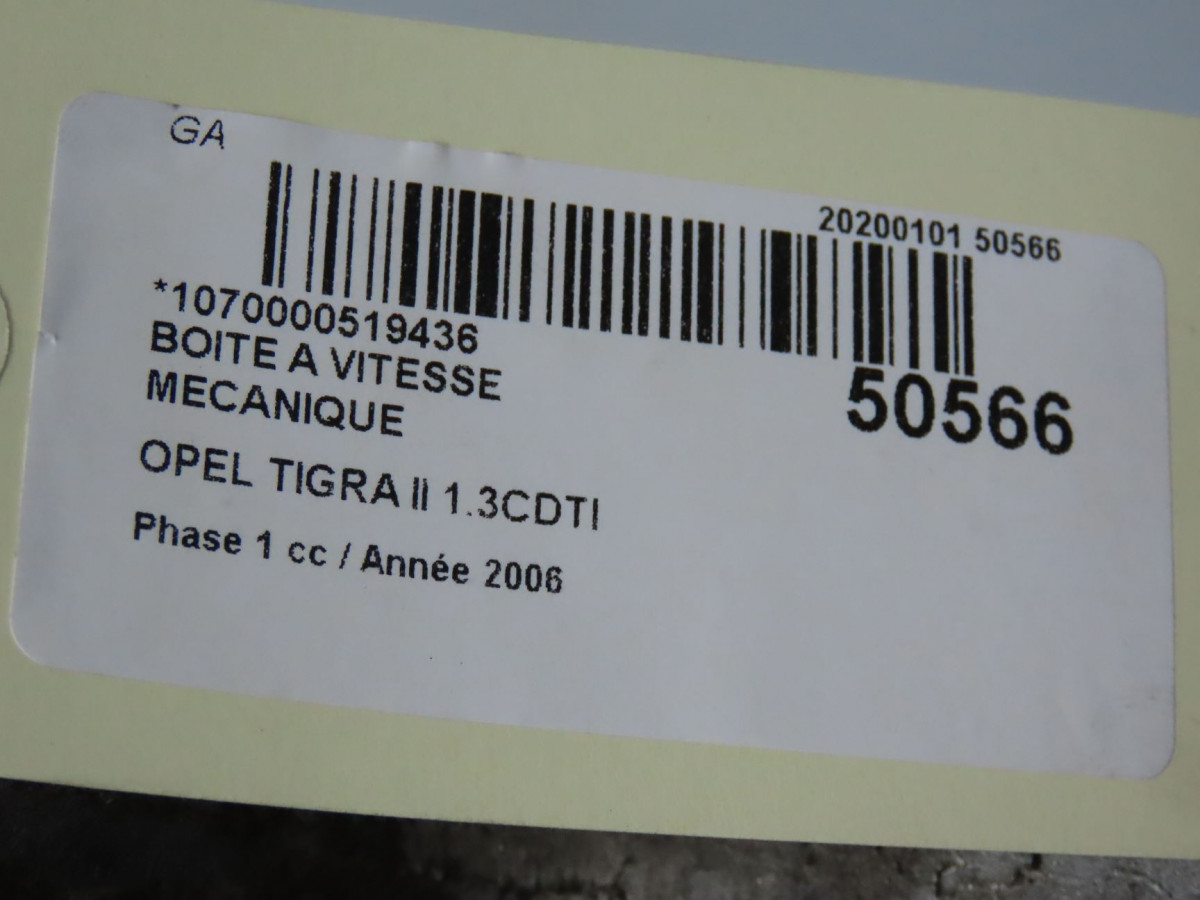 GA
20200101 50566
*1070000519436
BOITE A VITESSE
MECANIQUE
50566
OPEL TIGRA II 1.3CDTI
Phase 1 cc / Année 2006